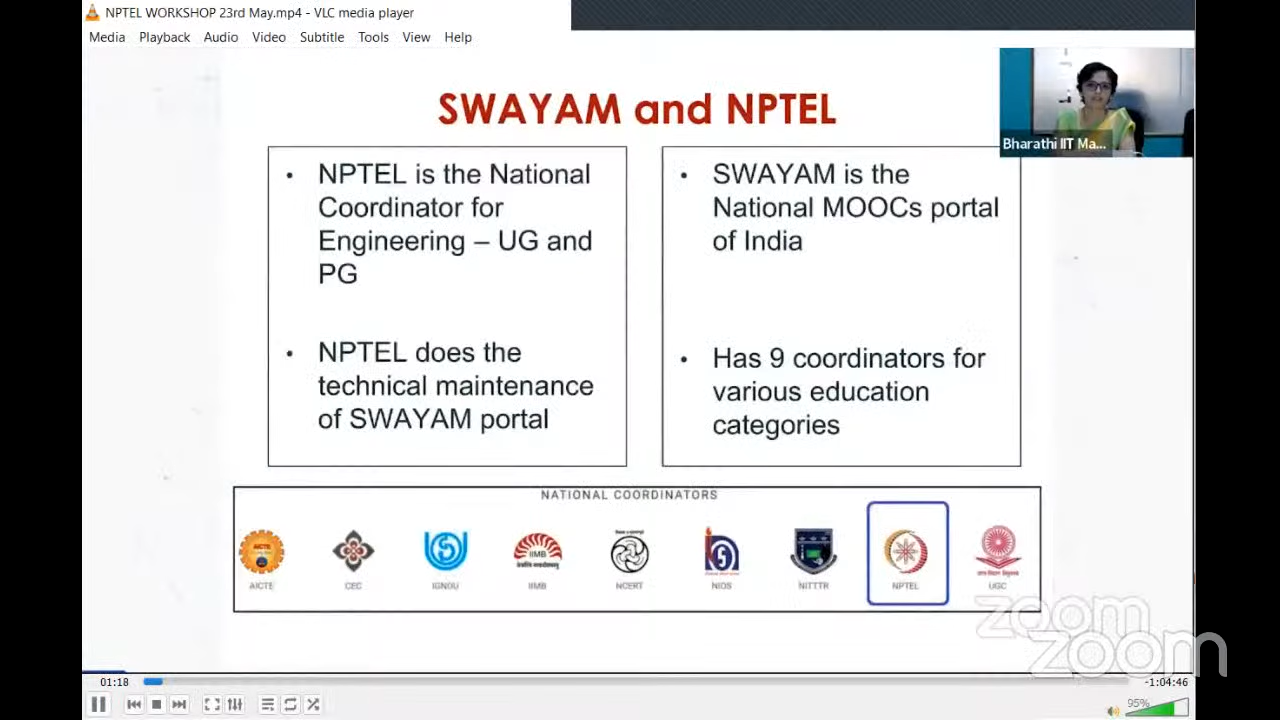 NPTEL WORKSHOP 23rd May.mp4 - VLC media player
Media Playback Audio Video Subtitle Tools View Help
SWAYAM and NPTEL
Bharathi IIT Ma...
• NPTEL is the National
Coordinator for
Engineering – UG and
PG
• NPTEL does the
technical maintenance
of SWAYAM portal
• SWAYAM is the
National MOOCs portal
of India
• Has 9 coordinators for
various education
categories
NATIONAL COORDINATORS
AICTE
IIMB
AICTE CEC IGNOU IIMB NCERT NIOS NITTTR NPTEL UGC
zoom
zoom
01:18
-1:04:46
95%